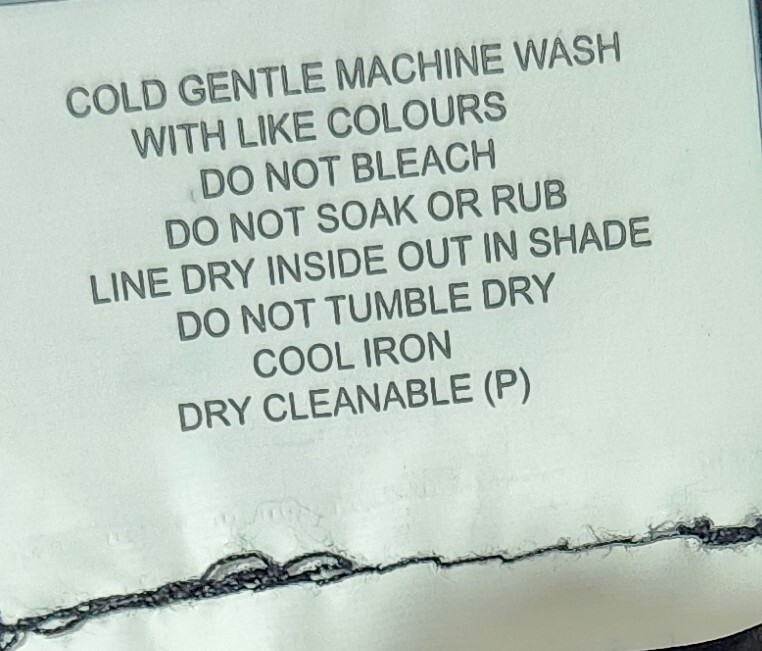 COLD GENTLE MACHINE WASH
WITH LIKE COLOURS
DO NOT BLEACH
DO NOT SOAK OR RUB
LINE DRY INSIDE OUT IN SHADE
DO NOT TUMBLE DRY
COOL IRON
DRY CLEANABLE (P)